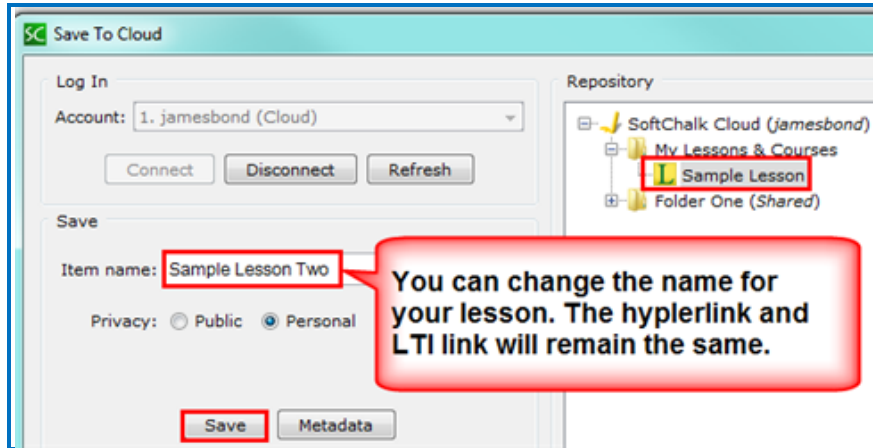 SC Save To Cloud
Log In
Account: 1. jamesbond (Cloud)
Connect Disconnect Refresh
Save
Item name: Sample Lesson Two
Privacy: Public Personal
Save Metadata
Repository
SoftChalk Cloud (jamesbond)
My Lessons & Courses
L Sample Lesson
Folder One (Shared)
You can change the name for
your lesson. The hyplerlink and
LTI link will remain the same.